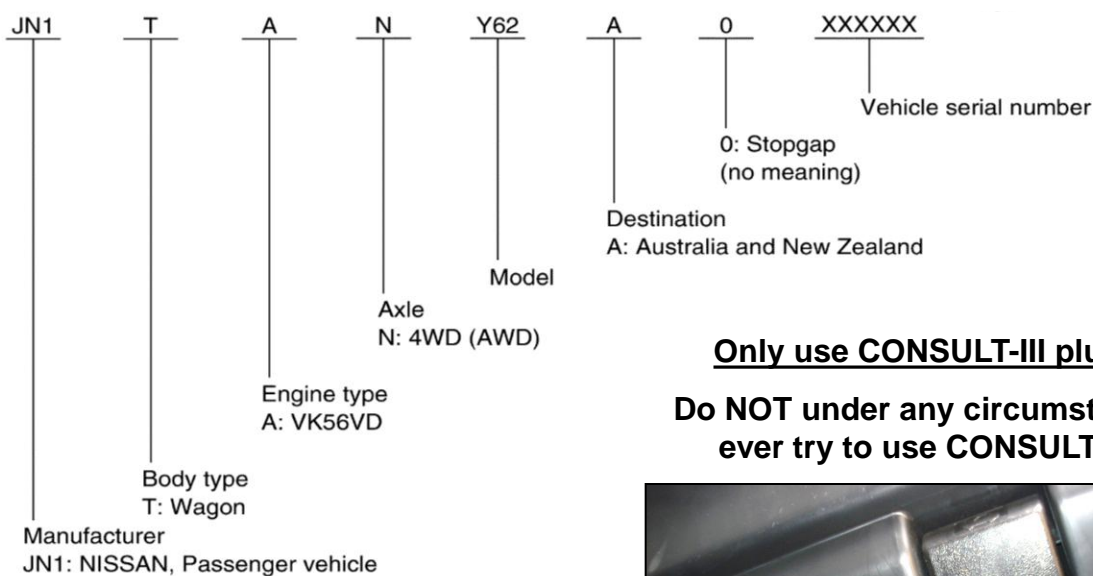 JN1 T A N Y62 A 0 XXXXXX
Vehicle serial number
0: Stopgap
(no meaning)
Destination
A: Australia and New Zealand
Model
Axle
N: 4WD (AWD)
Engine type
A: VK56VD
Body type
T: Wagon
Manufacturer
JN1: NISSAN, Passenger vehicle
Only use CONSULT-III
Do NOT under any
ever try to use CONSULT